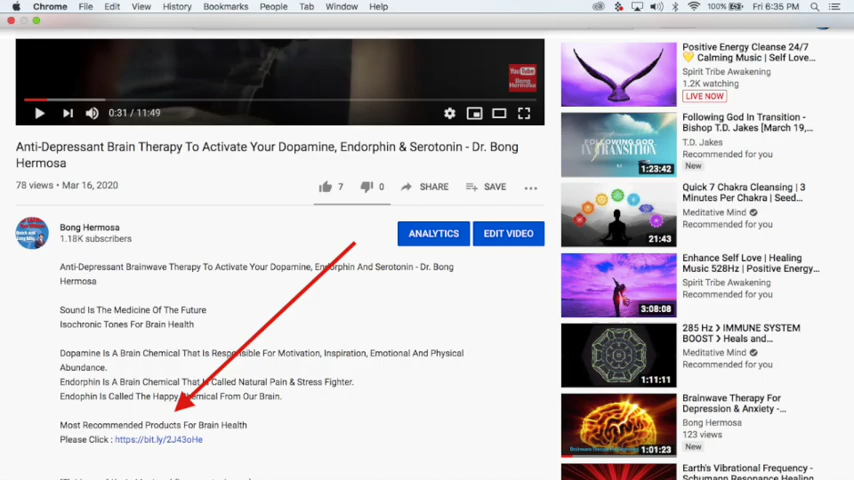 Chrome File Edit View History Bookmarks People Tab Window Help
100% Fri 6:35 PM
YouTube
Bong
Hermosa
0:31 / 11:49
Anti-Depressant Brain Therapy To Activate Your Dopamine, Endorphin & Serotonin - Dr. Bong
Hermosa
78 views • Mar 16, 2020
7 0 SHARE SAVE
Bong Hermosa
1.18K subscribers
ANALYTICS EDIT VIDEO
Anti-Depressant Brainwave Therapy To Activate Your Dopamine, Endorphin And Serotonin - Dr. Bong
Hermosa
Sound Is The Medicine Of The Future
Isochronic Tones For Brain Health
Dopamine Is A Brain Chemical That Is Responsible For Motivation, Inspiration, Emotional And Physical
Abundance.
Endorphin Is A Brain Chemical That Is Called Natural Pain & Stress Fighter.
Endophin Is Called The Happy Chemical From Our Brain.
Most Recommended Products For Brain Health
Please Click : https://bit.ly/2J43oHe
Positive Energy Cleanse 24/7
Calming Music | Self Love...
Spirit Tribe Awakening
1.2K watching
LIVE NOW
FOLLOWING GOD
IN TRANSITION
1:23:42
Following God In Transition -
Bishop T.D. Jakes [March 19,...
T.D. Jakes
Recommended for you
New
21:43
Quick 7 Chakra Cleansing | 3
Minutes Per Chakra | Seed...
Meditative Mind
Recommended for you
3:08:08
Enhance Self Love | Healing
Music 528Hz | Positive Energy...
Spirit Tribe Awakening
Recommended for you
1:11:11
285 Hz ❯ IMMUNE SYSTEM
BOOST ❯ Heals and...
Meditative Mind
Recommended for you
1:01:23
Brainwave Therapy For
Depression & Anxiety -...
123 views
New
Earth's Vibrational Frequency -
Schumann Resonance Instant